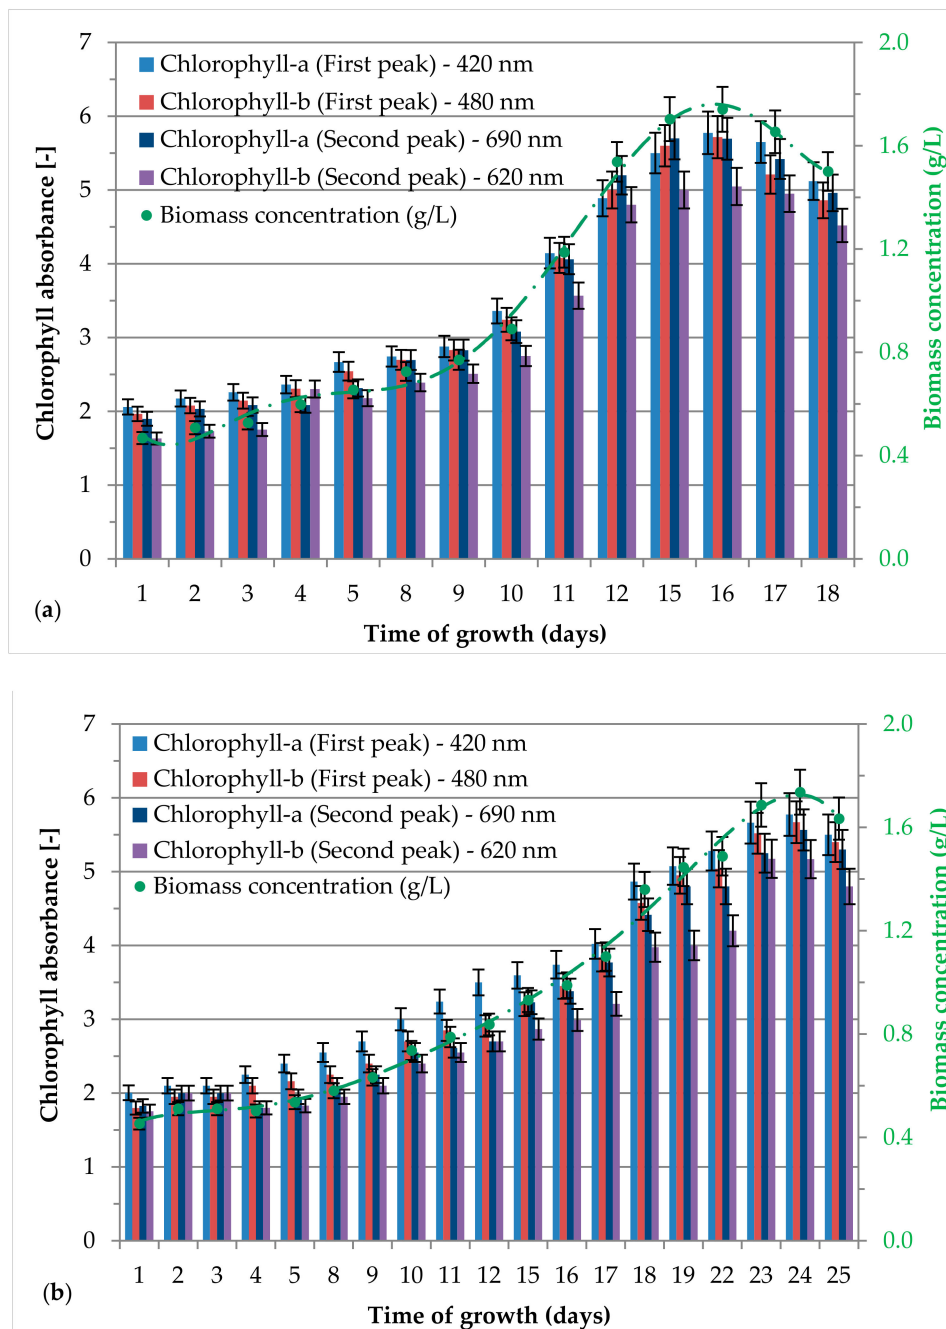 7
6
5
4
3
2
1
0
Chlorophyll absorbance [-]
Chlorophyll-a (First peak) - 420 nm
Chlorophyll-b (First peak) - 480 nm
Chlorophyll-a (Second peak) - 690 nm
Chlorophyll-b (Second peak) - 620 nm
Biomass concentration (g/L)
2.0
1.6
1.2
0.8
0.4
0.0
Biomass concentration (g/L)
1 2 3 4 5 8 9 10 11 12 15 16 17 18
(a)
Time of growth (days)
7
6
5
4
3
2
1
0
Chlorophyll absorbance [-]
Chlorophyll-a (First peak) - 420 nm
Chlorophyll-b (First peak) - 480 nm
Chlorophyll-a (Second peak) - 690 nm
Chlorophyll-b (Second peak) - 620 nm
Biomass concentration (g/L)
2.0
1.6
1.2
0.8
0.4
0.0
Biomass concentration (g/L)
1 2 3 4 5 8 9 10 11 12 15 16 17 18 19 22 23 24 25
(b)
Time of growth (days)